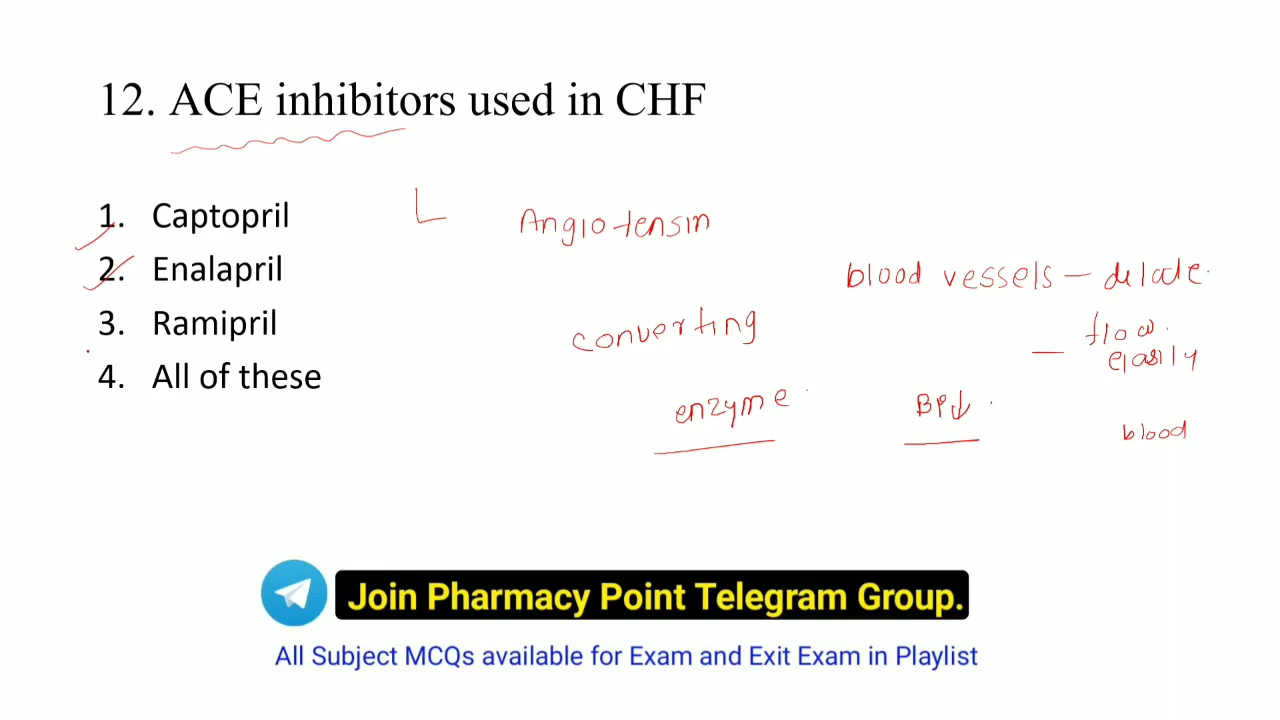 12. ACE inhibitors used in CHF
1. Captopril
2. Enalapril
3. Ramipril
4. All of these
Angiotensin
converting
enzyme
blood vessels — delate
— flow
easily
BP↓
blood
Join Pharmacy Point Telegram Group.
All Subject MCQs available for Exam and Exit Exam in Playlist